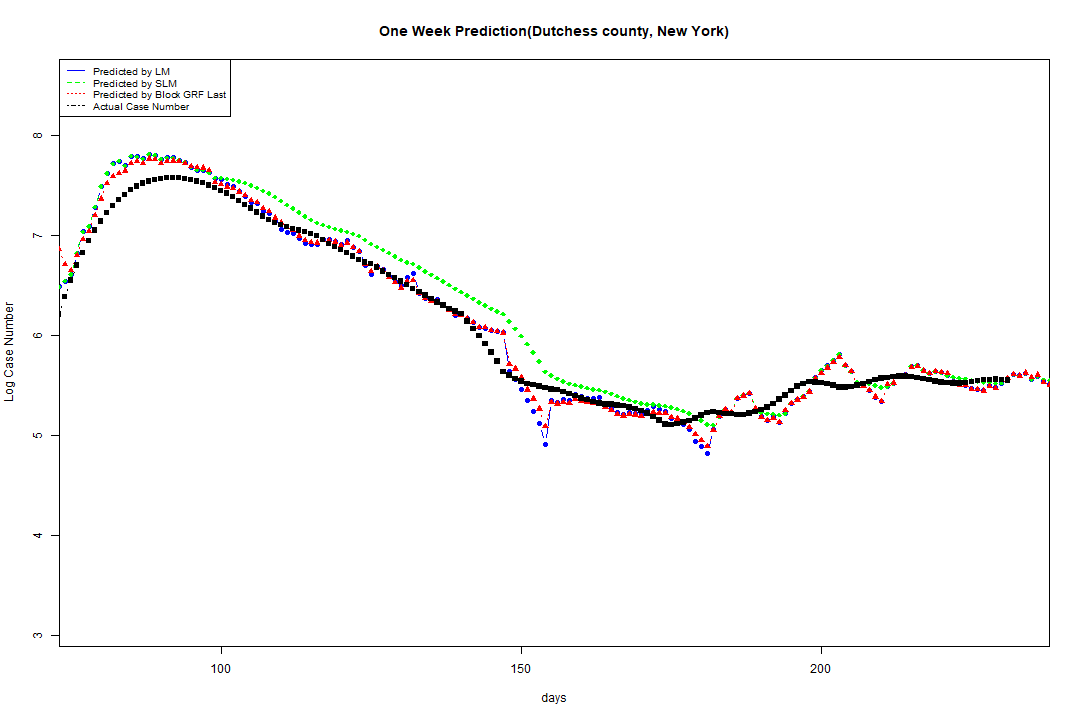 One Week Prediction(Dutchess county, New York)
Predicted by LM
Predicted by SLM
Predicted by Block GRF Last
Actual Case Number
Log Case Number
8
7
6
5
4
3
100 150 200
days